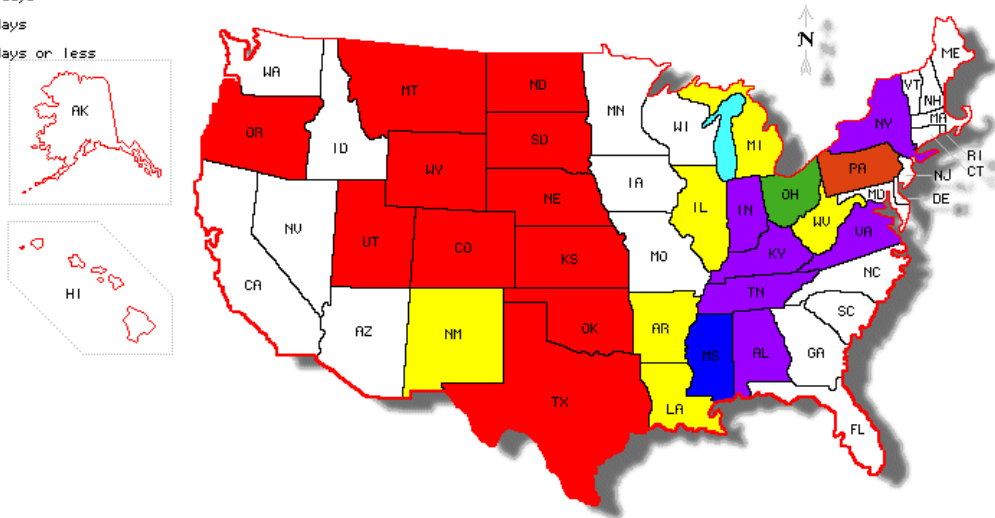 days
days or less
N
ME
WA
VT
MT
ND
NH
AK
MN
MA
OR
NY
WI
SD
ID
MI
RI
PA
CT
WY
NJ
IA
OH
MD
NE
DE
IL
IN
WV
NV
UT
CO
VA
KS
KY
MO
NC
CA
HI
TN
SC
AZ
NM
OK
AR
MS
AL
GA
TX
LA
FL